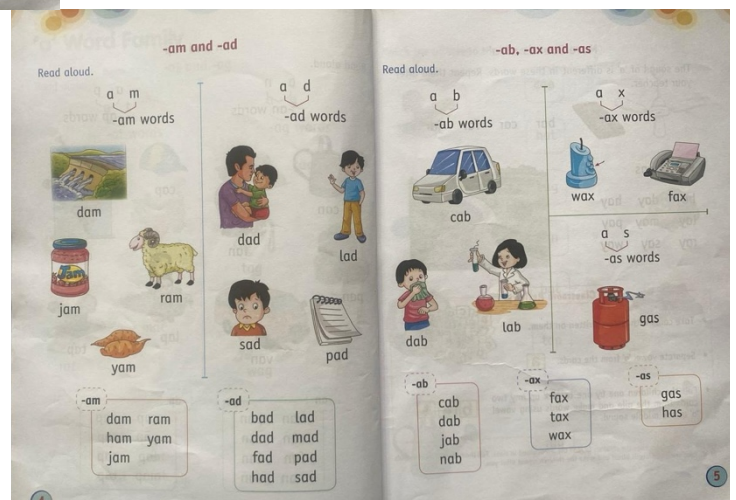 -am and -ad
Read aloud.
a m
-am words
dam
jam
ram
yam
a d
-ad words
dad
lad
sad
pad
-am
dam ram
ham yam
jam
-ad
bad lad
dad mad
fad pad
had sad
-ab, -ax and -as
Read aloud.
a b
-ab words
cab
dab
lab
a x
-ax words
wax
fax
a s
-as words
gas
-ab
cab
dab
jab
nab
-ax
fax
tax
wax
-as
gas
has
5